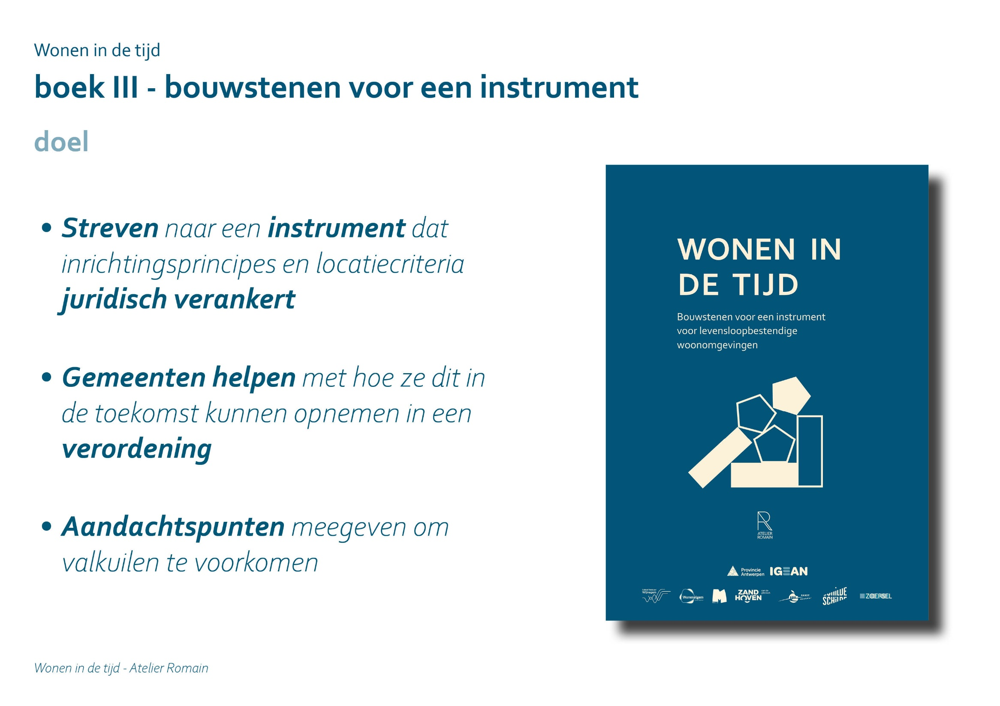 Wonen in de tijd
boek III - bouwstenen voor een instrument
doel
• Streven naar een instrument dat
inrichtingsprincipes en locatiecriteria
juridisch verankert
• Gemeenten helpen met hoe ze dit in
de toekomst kunnen opnemen in een
verordening
• Aandachtspunten meegeven om
valkuilen te voorkomen
WONEN IN
DE TIJD
Bouwstenen voor een instrument
voor levensloopbestendige
woonomgevingen
ATELIER
ROMAIN
Provincie
Antwerpen
IGEAN
Lokaal bestuur
Wijnegem
Wommelgem
M
ZAND
HOVEN
RANST
SCHILDE
SCHILDE
ZOERSEL
Wonen in de tijd - Atelier Romain